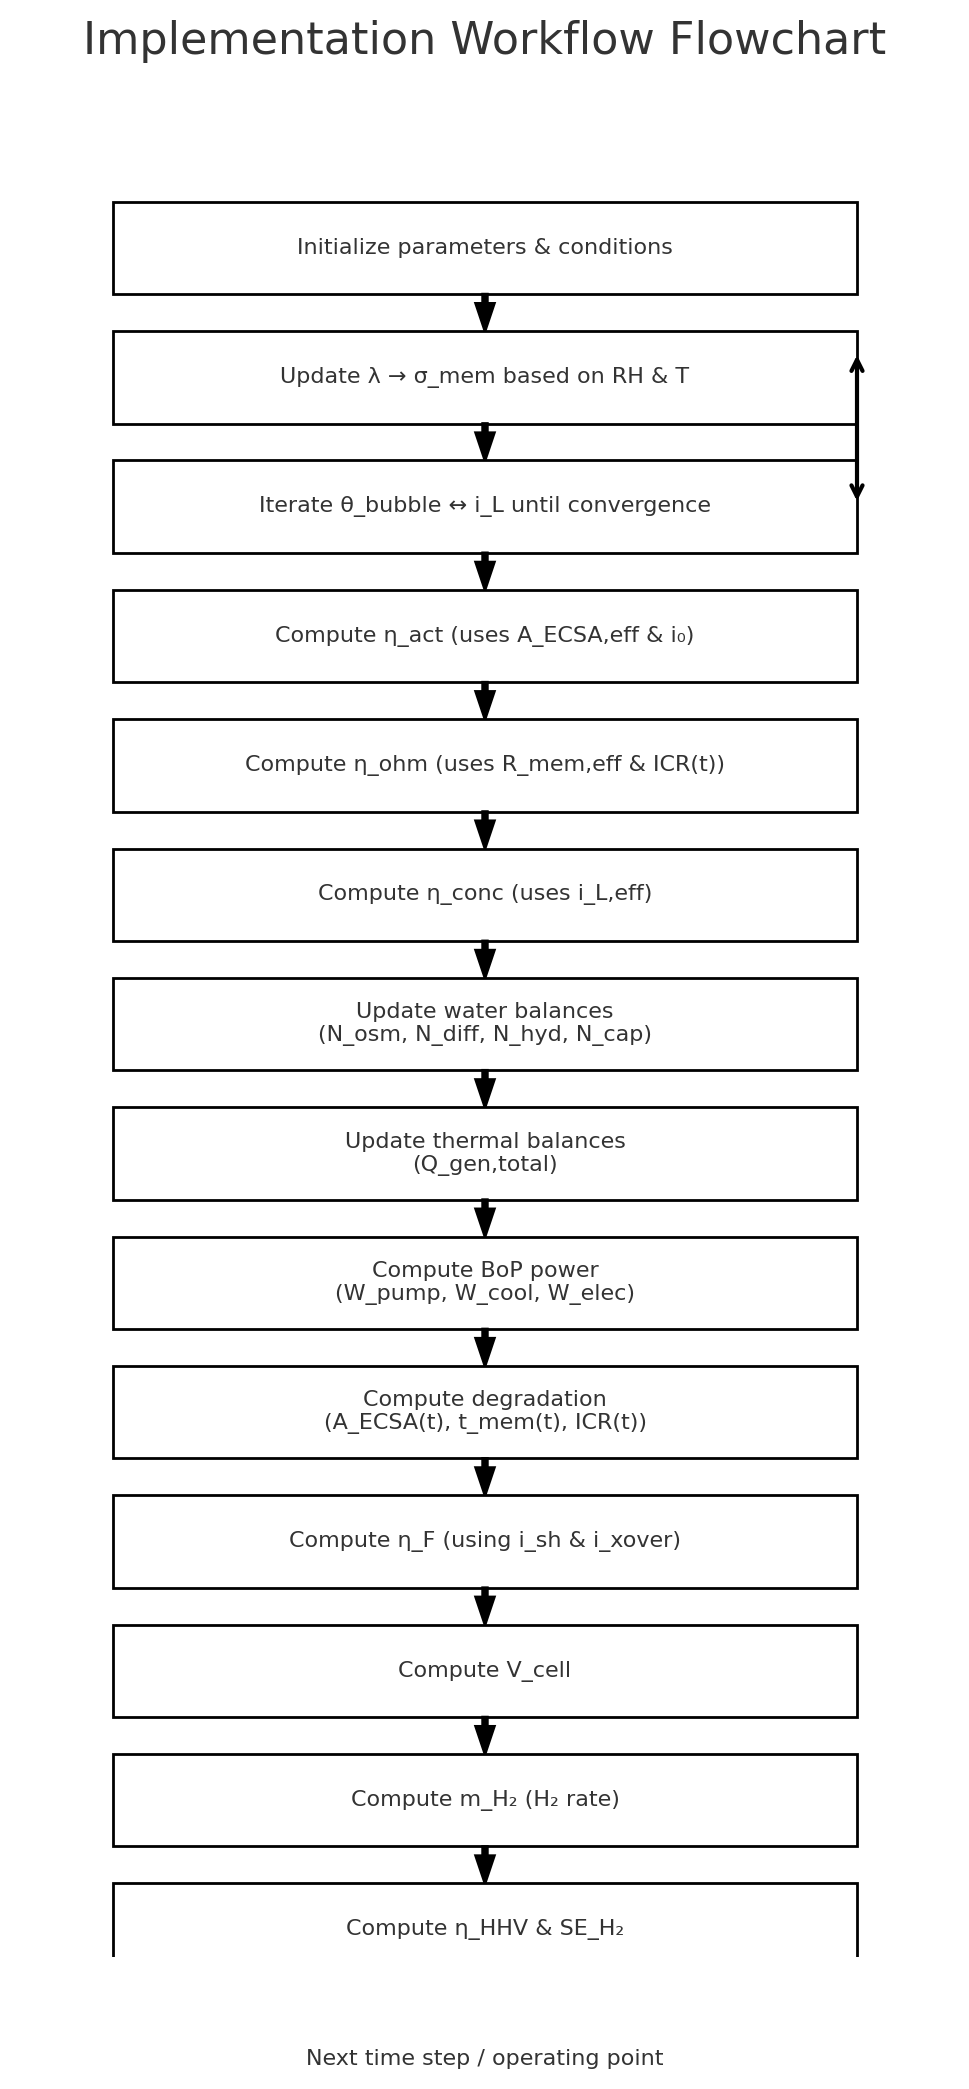 Implementation Workflow Flowchart
Initialize parameters & conditions
Update λ → σ_mem based on RH & T
Iterate θ_bubble ↔ i_L until convergence
Compute η_act (uses A_ECSA,eff & i₀)
Compute η_ohm (uses R_mem,eff & ICR(t))
Compute η_conc (uses i_L,eff)
Update water balances
(N_osm, N_diff, N_hyd, N_cap)
Update thermal balances
(Q_gen,total)
Compute BoP power
(W_pump, W_cool, W_elec)
Compute degradation
(A_ECSA(t), t_mem(t), ICR(t))
Compute η_F (using i_sh & i_xover)
Compute V_cell
Compute m_H₂ (H₂ rate)
Compute η_HHV & SE_H₂
Next time step / operating point